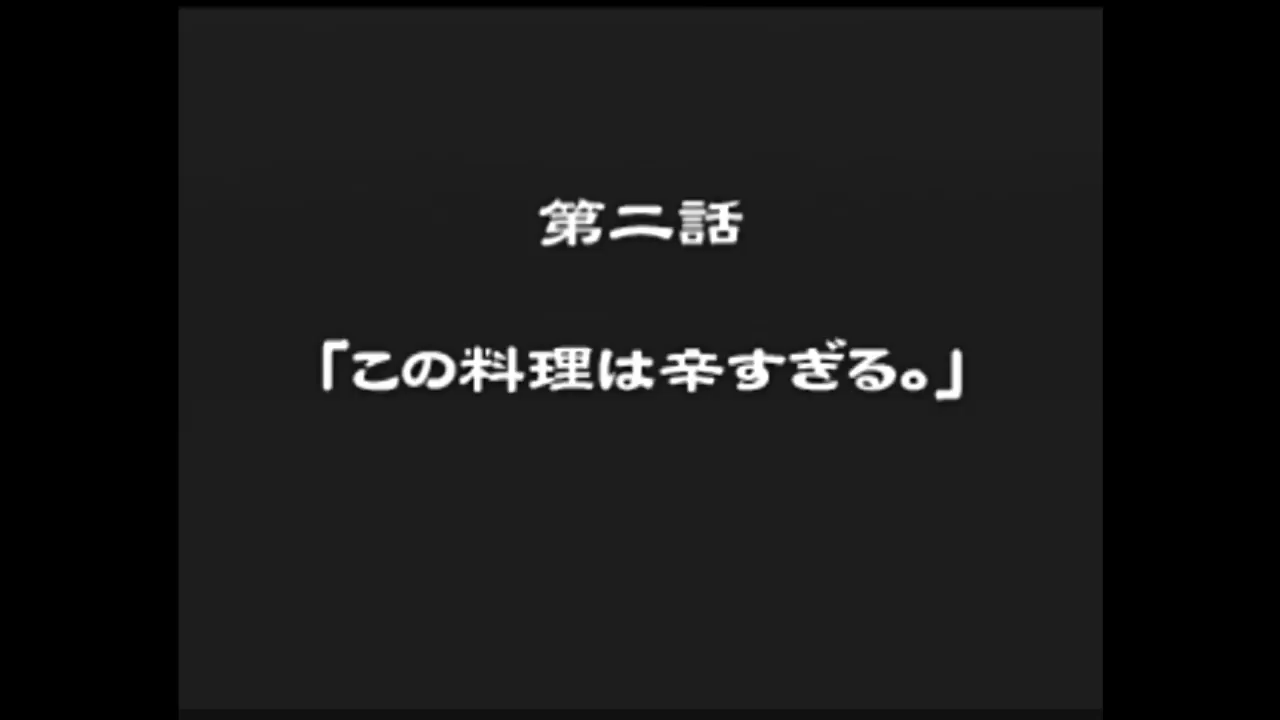 第二話
「この料理は辛すぎる。」